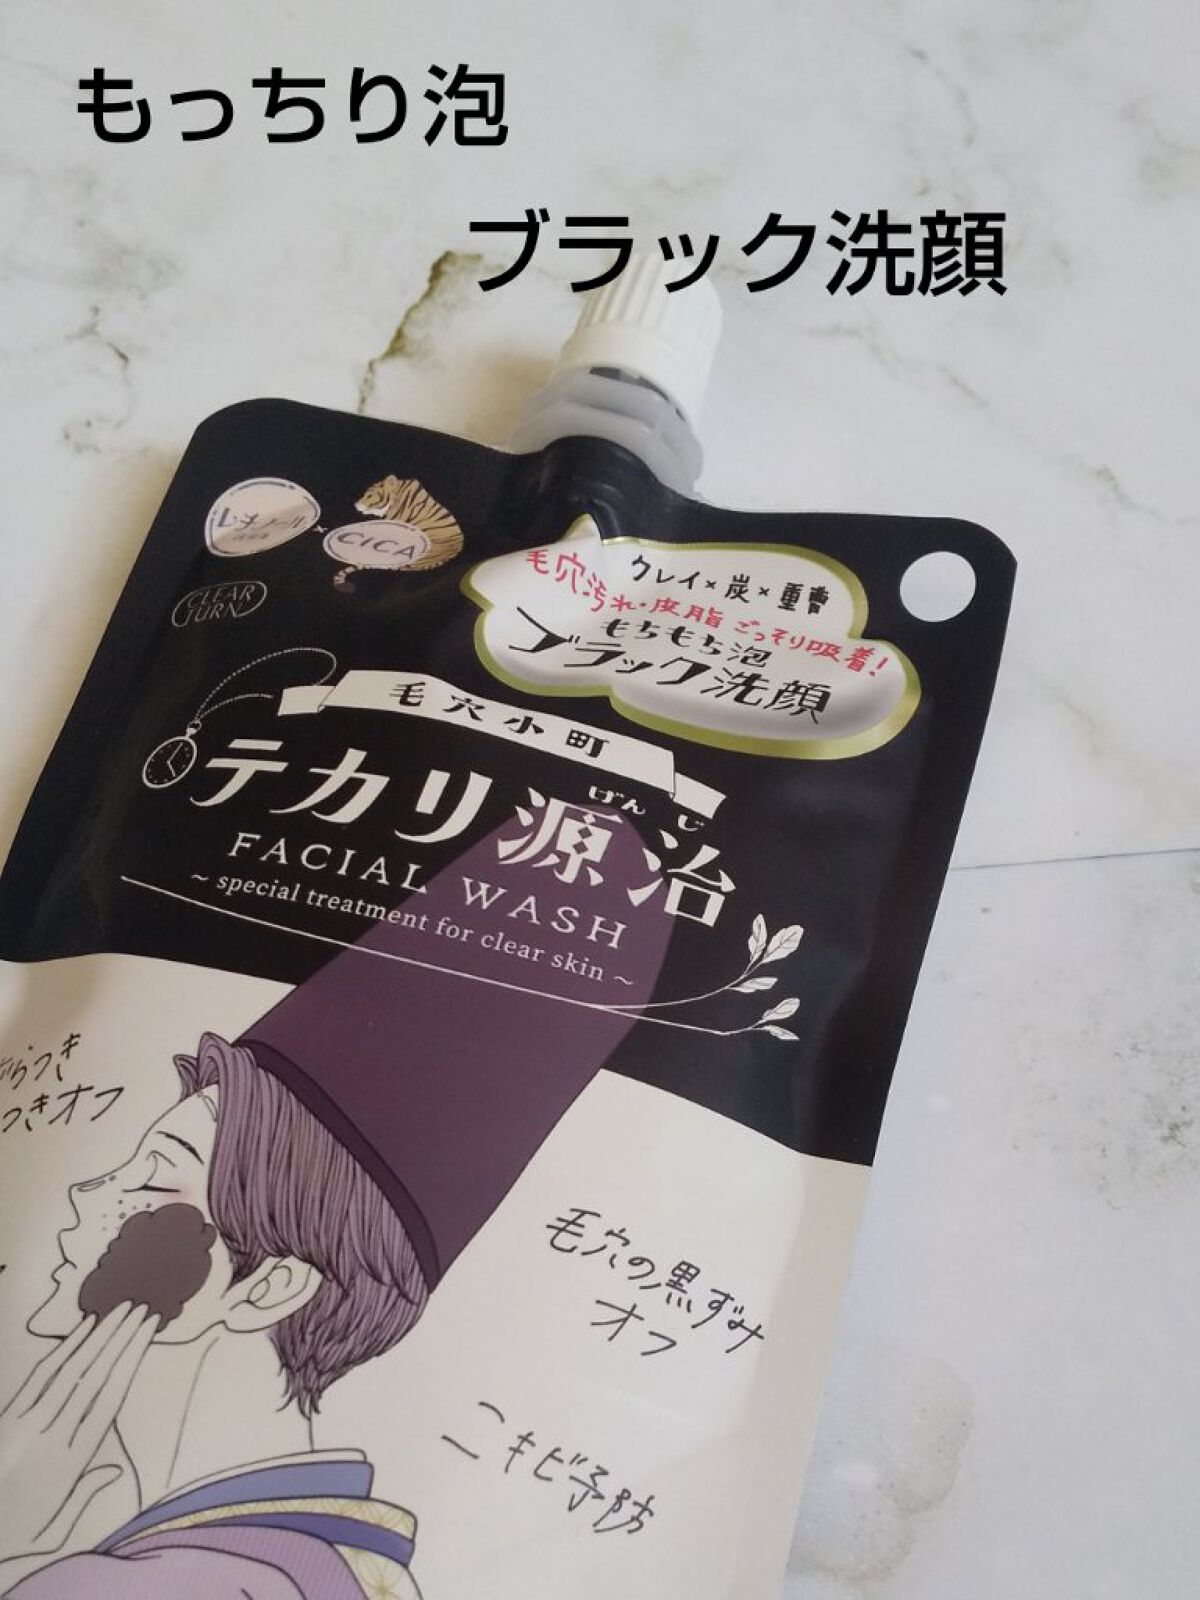 もっちり泡
ブラック洗顔
レチノール
×
CICA
CLEAR
TURN
クレイ×炭×重曹
毛穴汚れ・皮脂ごっそり吸着!
もちもち泡
ブラック洗顔
毛穴小町
げんじ
テカリ源治
FACIAL WASH
~ special treatment for clear skin ~
つきオフ
毛穴の黒ずみ
オフ
ニキビ予防